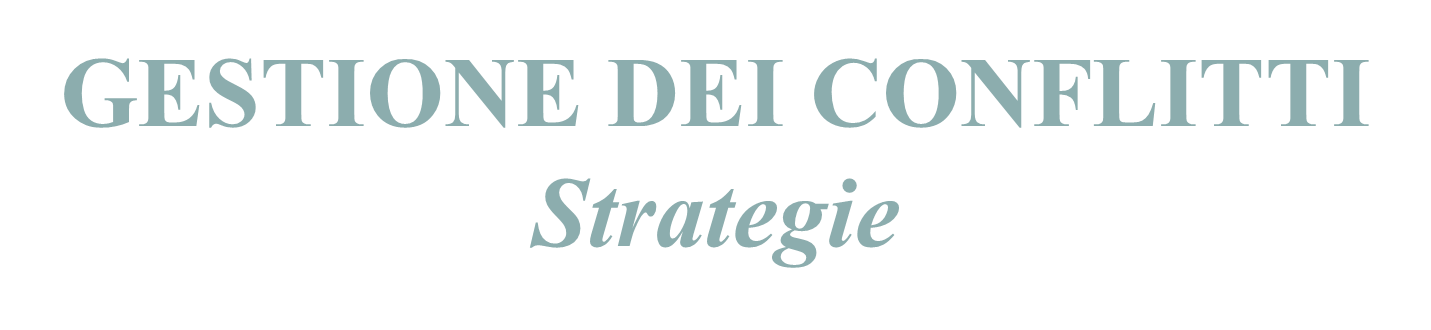 GESTIONE DEI CONFLITTI
Strategie